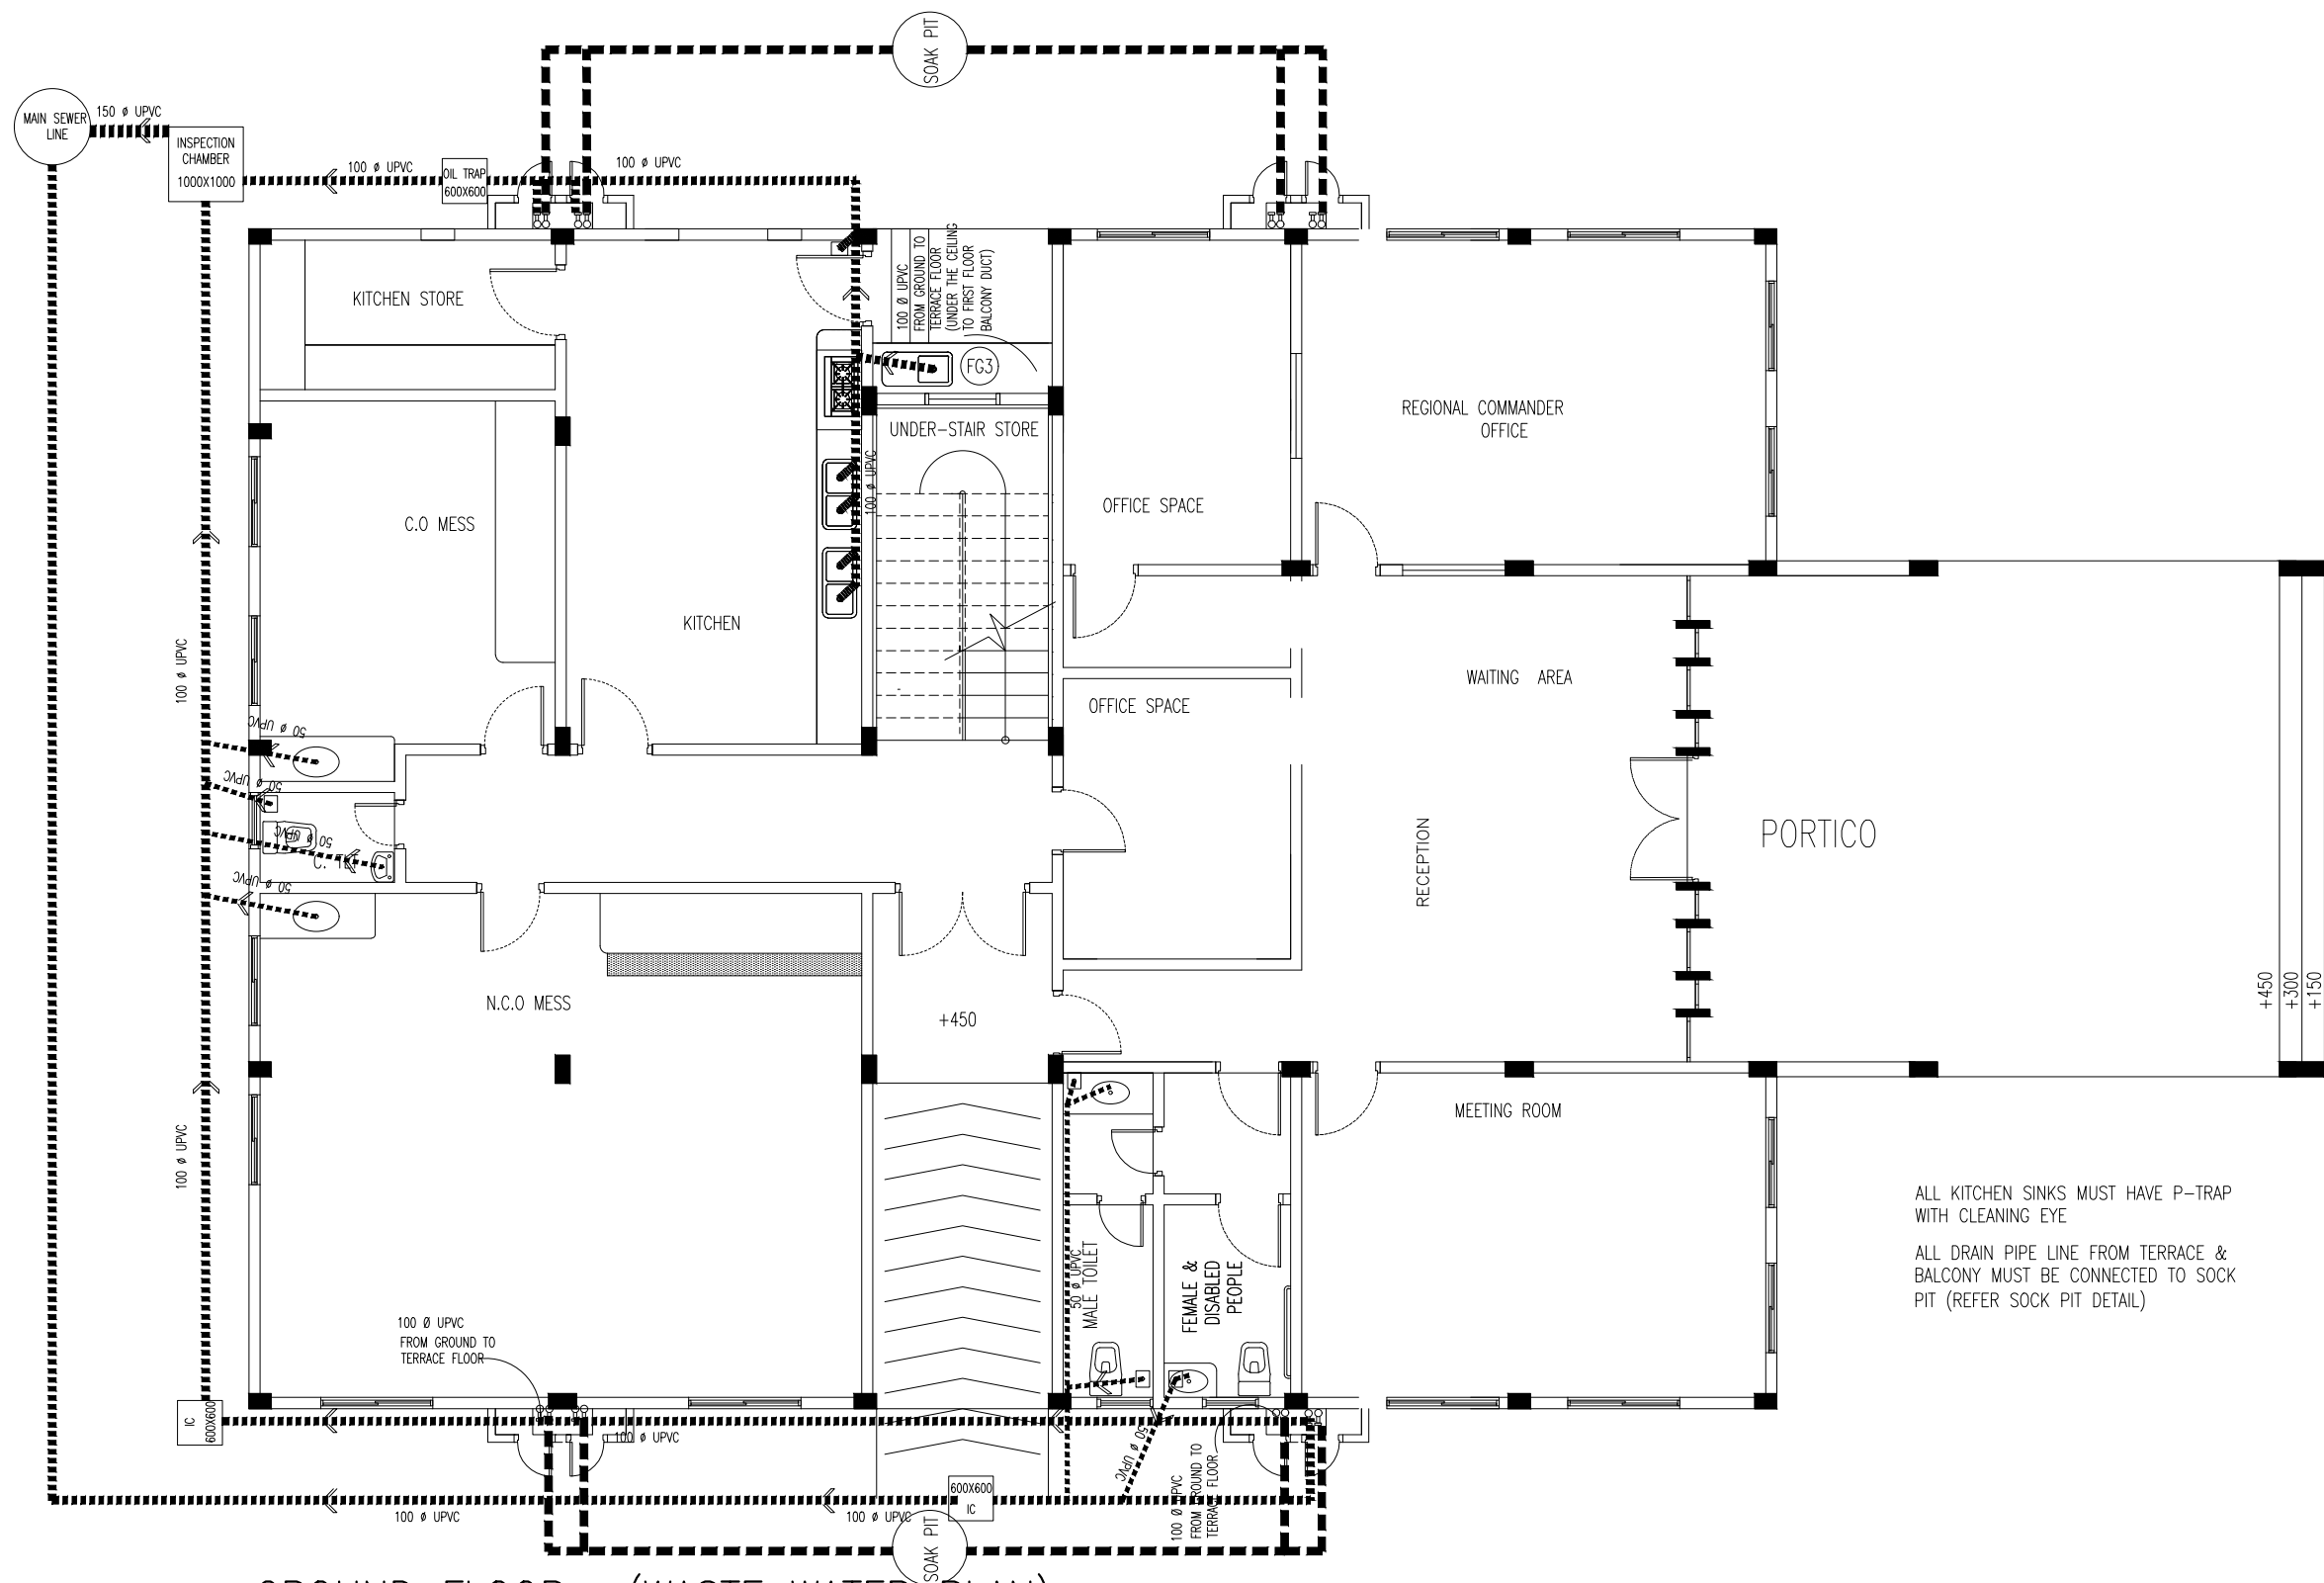 SOAK PIT
MAIN SEWER
LINE
150 ø UPVC
INSPECTION
CHAMBER
1000X1000
100 ø UPVC
OIL TRAP
600X600
100 ø UPVC
KITCHEN STORE
100 Ø UPVC
FROM GROUND TO
TERRACE FLOOR
(UNDER THE CEILING
TO FIRST FLOOR
BALCONY DUCT)
FG3
REGIONAL COMMANDER
OFFICE
UNDER-STAIR STORE
100 ø UPVC
C.O MESS
OFFICE SPACE
KITCHEN
100 ø UPVC
WAITING AREA
OFFICE SPACE
50 ø UPVC
50 ø UPVC
50 ø UPVC
50 ø UPVC
RECEPTION
PORTICO
N.C.O MESS
+450
+450
+300
+150
100 ø UPVC
MEETING ROOM
ALL KITCHEN SINKS MUST HAVE P-TRAP
WITH CLEANING EYE
ALL DRAIN PIPE LINE FROM TERRACE &
BALCONY MUST BE CONNECTED TO SOCK
PIT (REFER SOCK PIT DETAIL)
50 ø UPVC
MALE TOILET
FEMALE &
DISABLED
PEOPLE
100 Ø UPVC
FROM GROUND TO
TERRACE FLOOR
IC
600X600
100 ø UPVC
50 ø UPVC
100 Ø UPVC
FROM GROUND TO
TERRACE FLOOR
600X600
IC
100 ø UPVC
100 ø UPVC
SOAK PIT
GROUND FLOOR (WASTE WATER PLAN)